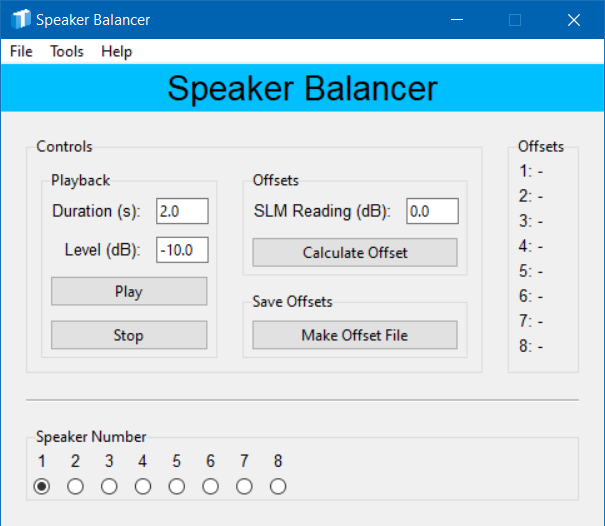 Speaker Balancer
File Tools Help
Speaker Balancer
Controls
Playback
Duration (s): 2.0
Level (dB): -10.0
Play
Stop
Offsets
SLM Reading (dB): 0.0
Calculate Offset
Save Offsets
Make Offset File
Offsets
1: -
2: -
3: -
4: -
5: -
6: -
7: -
8: -
Speaker Number
1 2 3 4 5 6 7 8